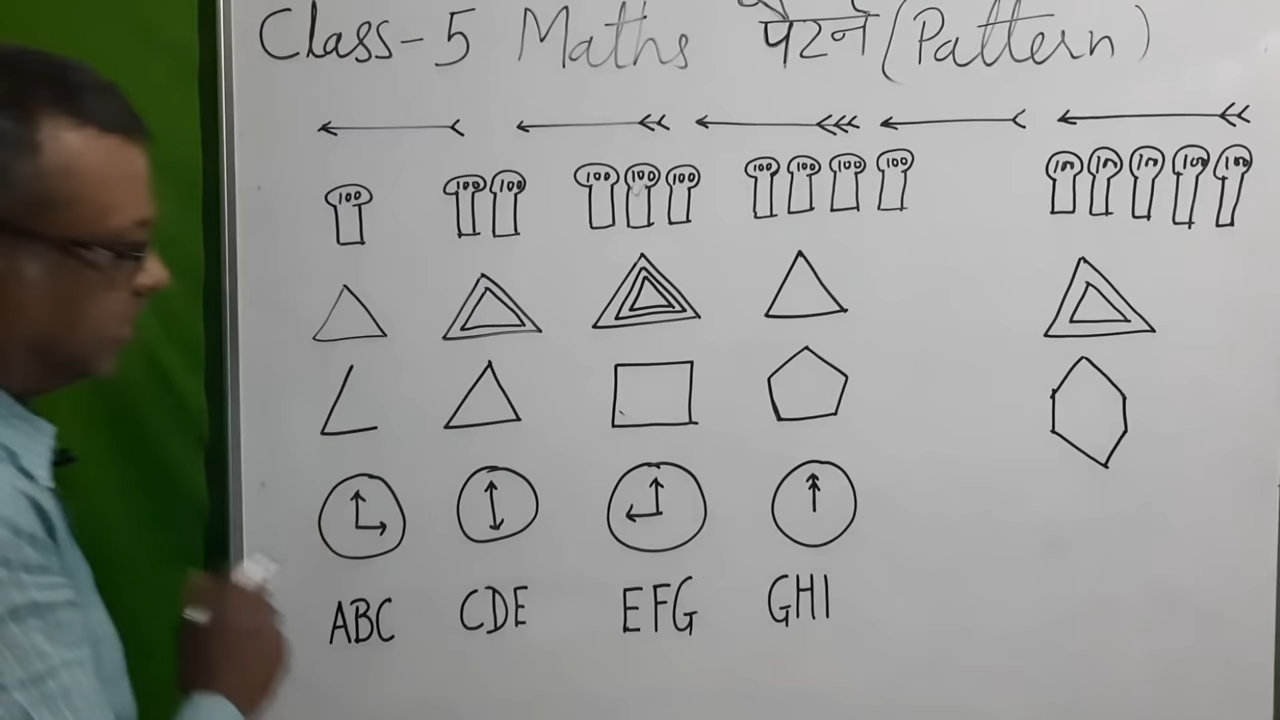 Class-5 Maths पैटर्न (Pattern)
100 100 100 100 100 100 100 100 100 100 100 100 100 100 100
ABC CDE EFG GHI